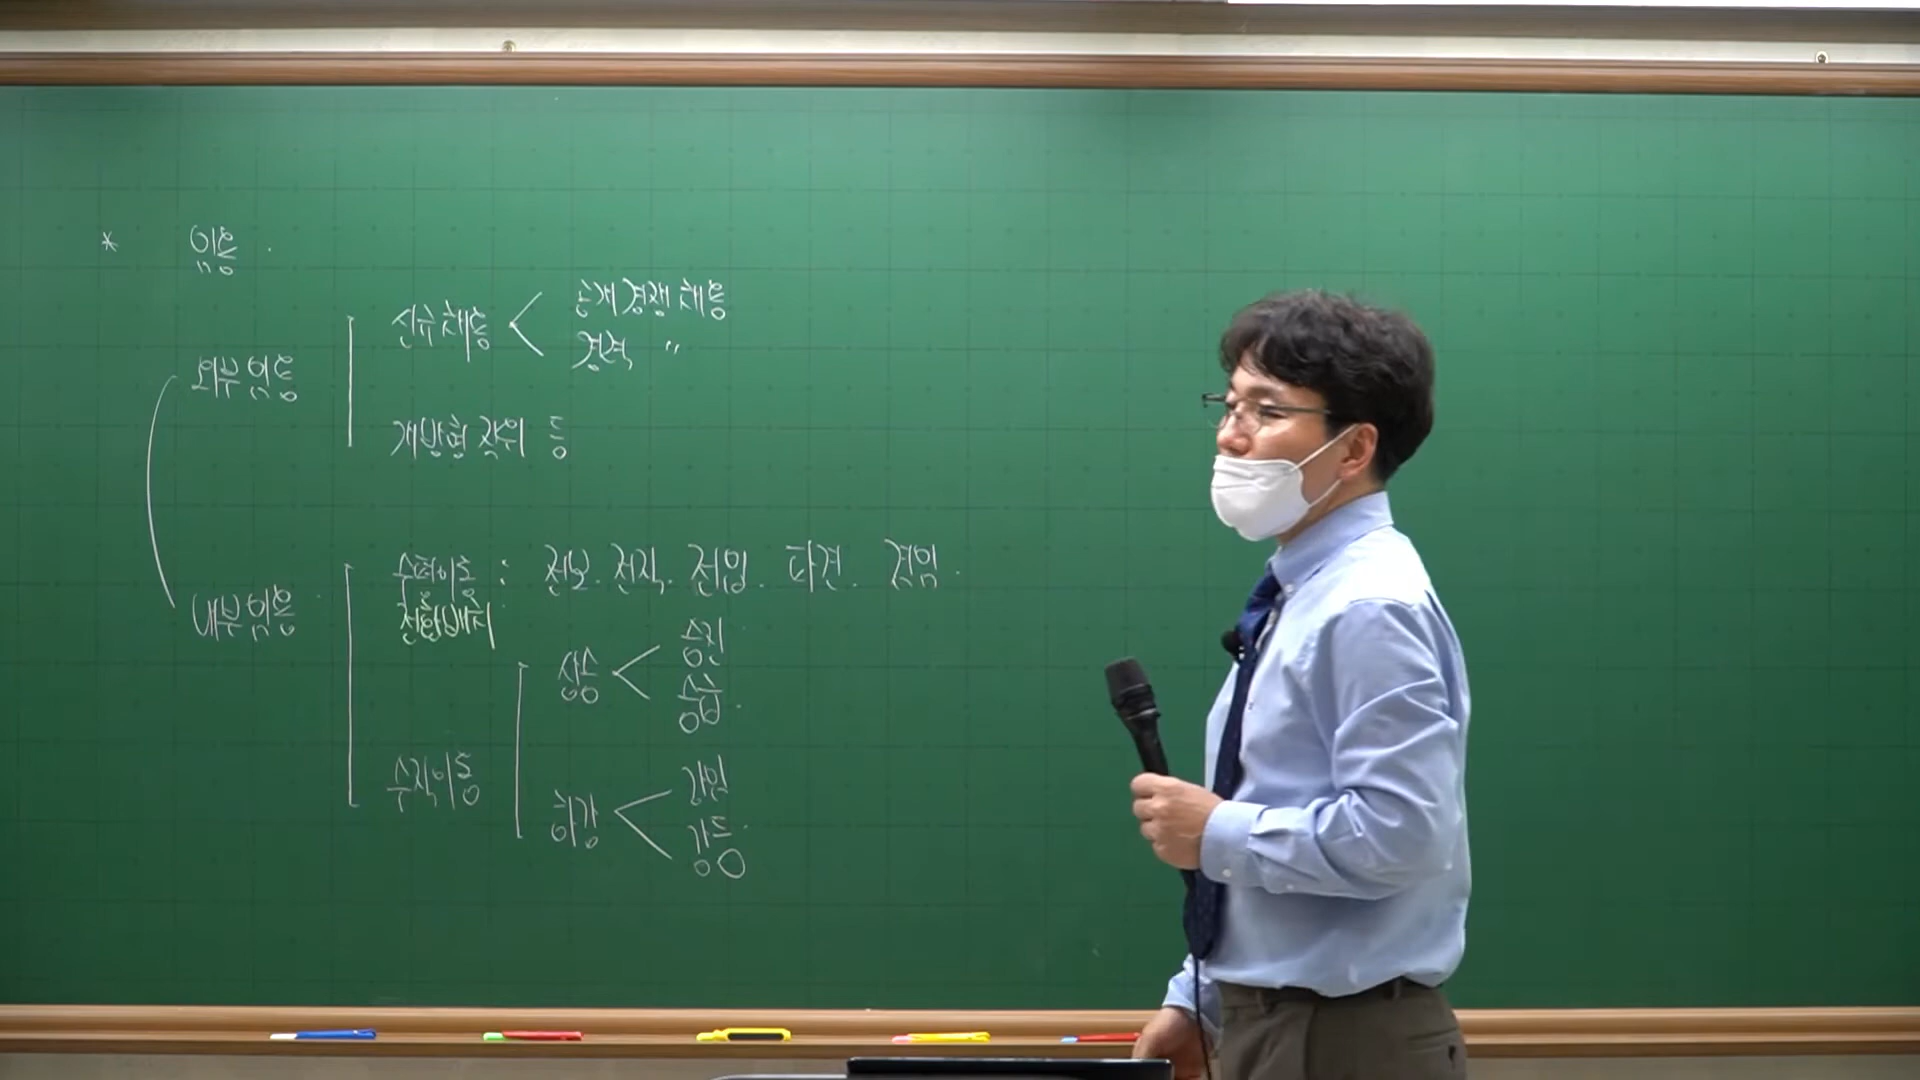 * 임용.
외부임용
신규채용
공개경쟁채용
경력 〃
개방형 직위 등
내부임용
수평이동 : 전보. 전직. 전입. 파견. 겸임.
전환배치
수직이동
상승
승진
승급.
하강
강임
강등.